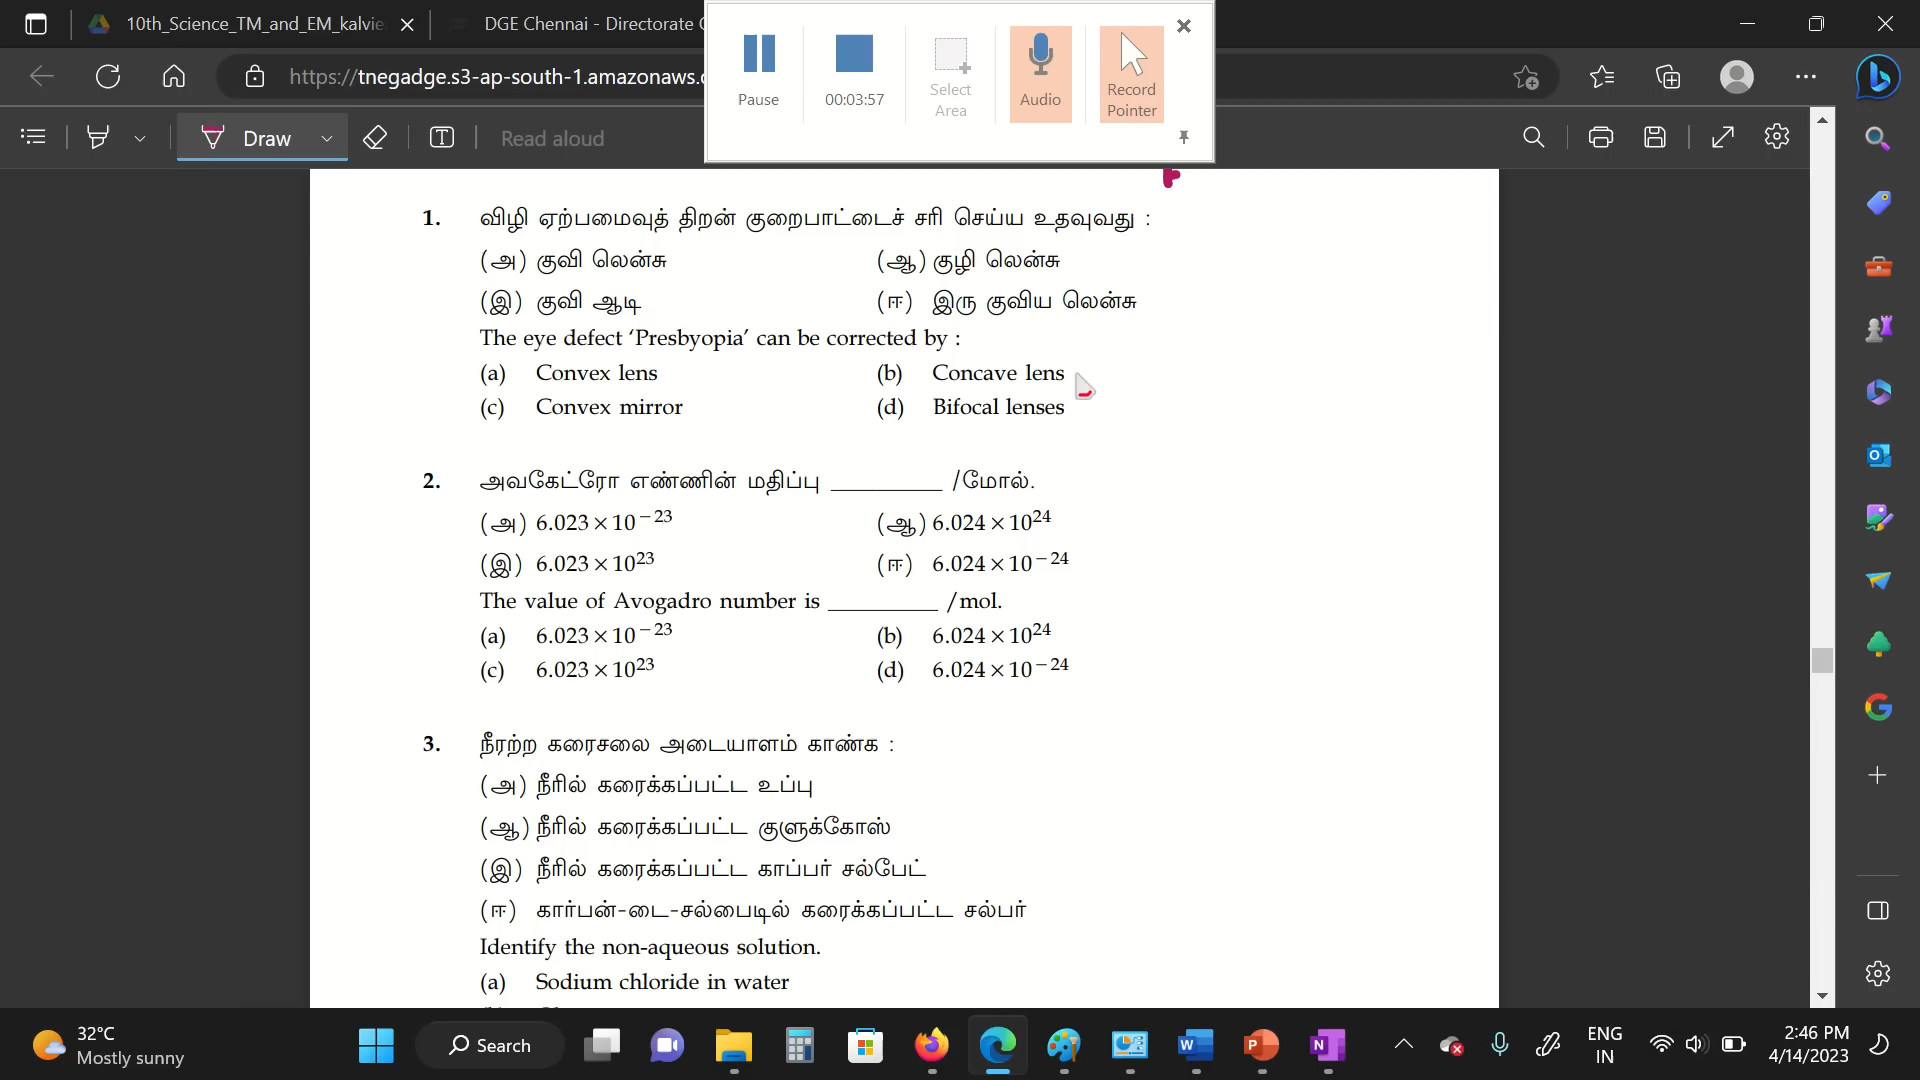 10th_Science_TM_and_EM_kalvie
DGE Chennai - Directorate
https://tnegadge.s3-ap-south-1.amazonaws.
Pause
00:03:57
Select Area
Audio
Record Pointer
Draw
Read aloud
1. விழி ஏற்பமைவுத் திறன் குறைபாட்டைச் சரி செய்ய உதவுவது :
(அ) குவி லென்சு (ஆ) குழி லென்சு
(இ) குவி ஆடி (ஈ) இரு குவிய லென்சு
The eye defect ‘Presbyopia’ can be corrected by :
(a) Convex lens (b) Concave lens
(c) Convex mirror (d) Bifocal lenses
2. அவகேட்ரோ எண்ணின் மதிப்பு __________ /மோல்.
(அ) 6.023×10⁻²³ (ஆ) 6.024×10²⁴
(இ) 6.023×10²³ (ஈ) 6.024×10⁻²⁴
The value of Avogadro number is __________ /mol.
(a) 6.023×10⁻²³ (b) 6.024×10²⁴
(c) 6.023×10²³ (d) 6.024×10⁻²⁴
3. நீரற்ற கரைசலை அடையாளம் காண்க :
(அ) நீரில் கரைக்கப்பட்ட உப்பு
(ஆ) நீரில் கரைக்கப்பட்ட குளுக்கோஸ்
(இ) நீரில் கரைக்கப்பட்ட காப்பர் சல்பேட்
(ஈ) கார்பன்-டை-சல்பைடில் கரைக்கப்பட்ட சல்பர்
Identify the non-aqueous solution.
(a) Sodium chloride in water
32°C
Mostly sunny
Search
ENG
IN
2:46 PM
4/14/2023